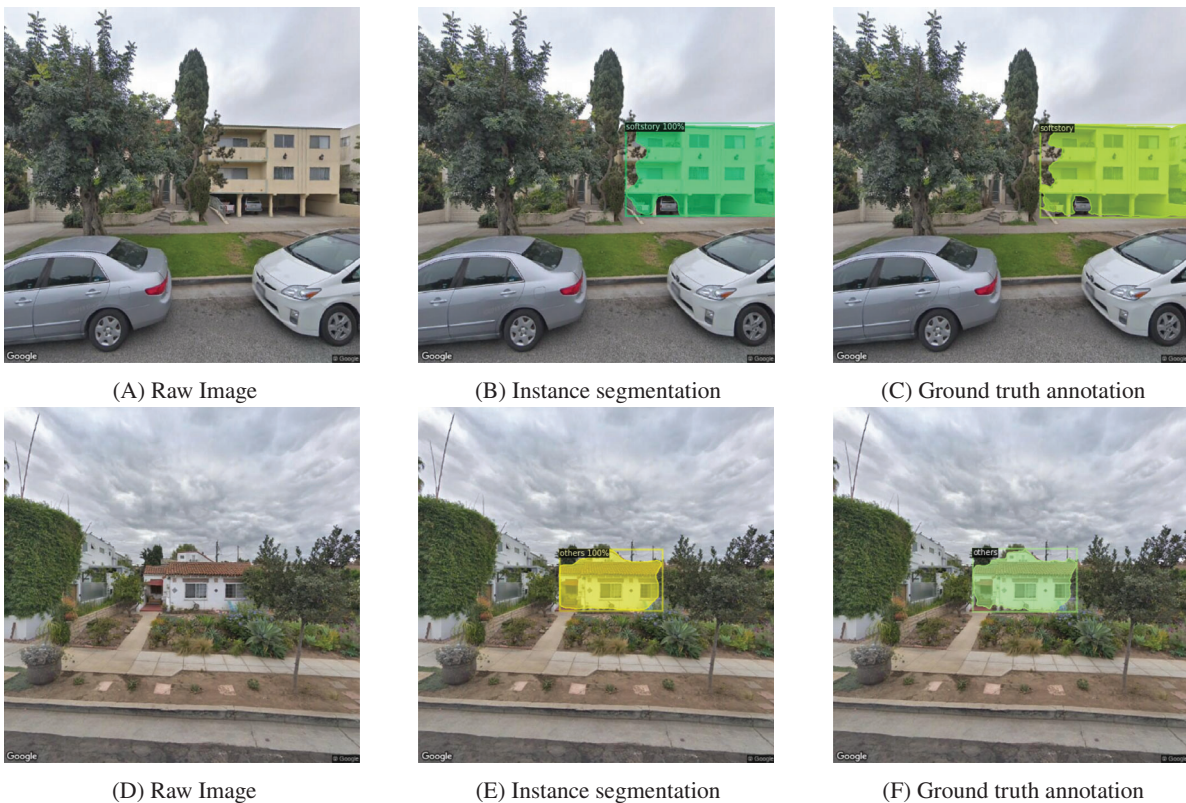 softstory 100%
softstory
Google
© Google
Google
© Google
Google
© Google
(A) Raw Image
(B) Instance segmentation
(C) Ground truth annotation
others 100%
others
Google
© Google
Google
© Google
Google
© Google
(D) Raw Image
(E) Instance segmentation
(F) Ground truth annotation